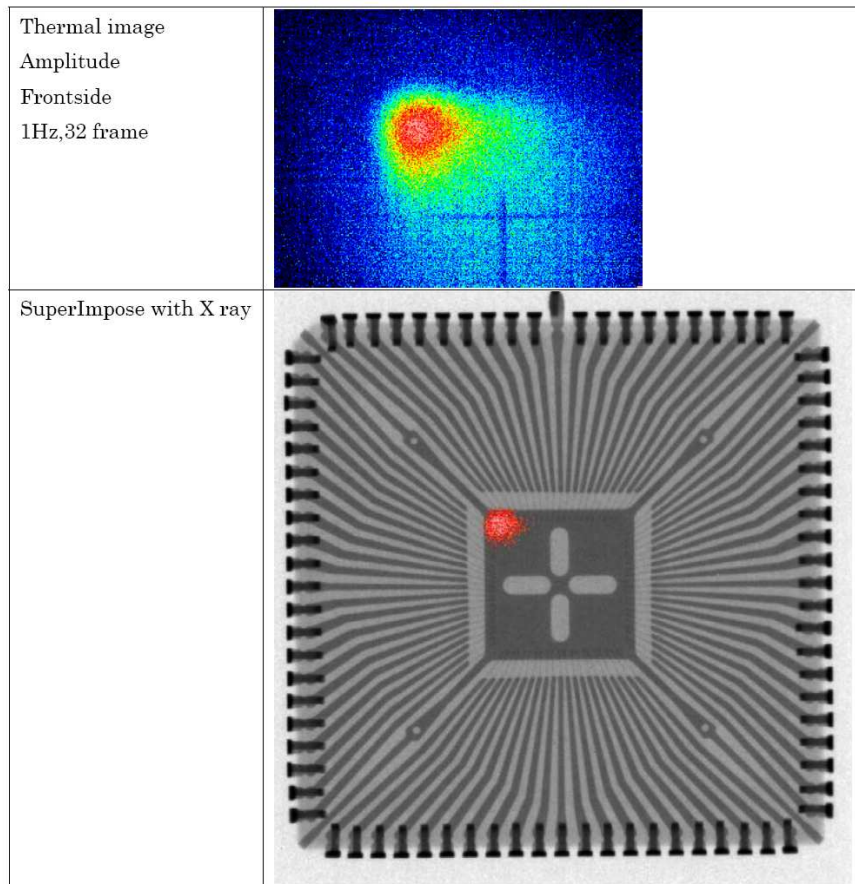 Thermal image
Amplitude
Frontside
1Hz,32 frame
SuperImpose with X ray